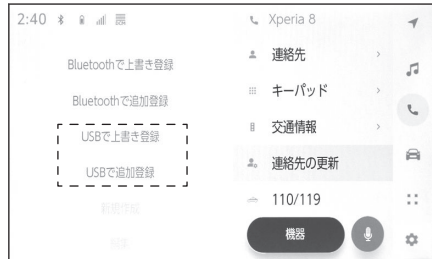 2:40
Bluetoothで上書き登録
Bluetoothで追加登録
USBで上書き登録
USBで追加登録
新規作成
編集
Xperia 8
連絡先
キーパッド
交通情報
連絡先の更新
110/119
機器